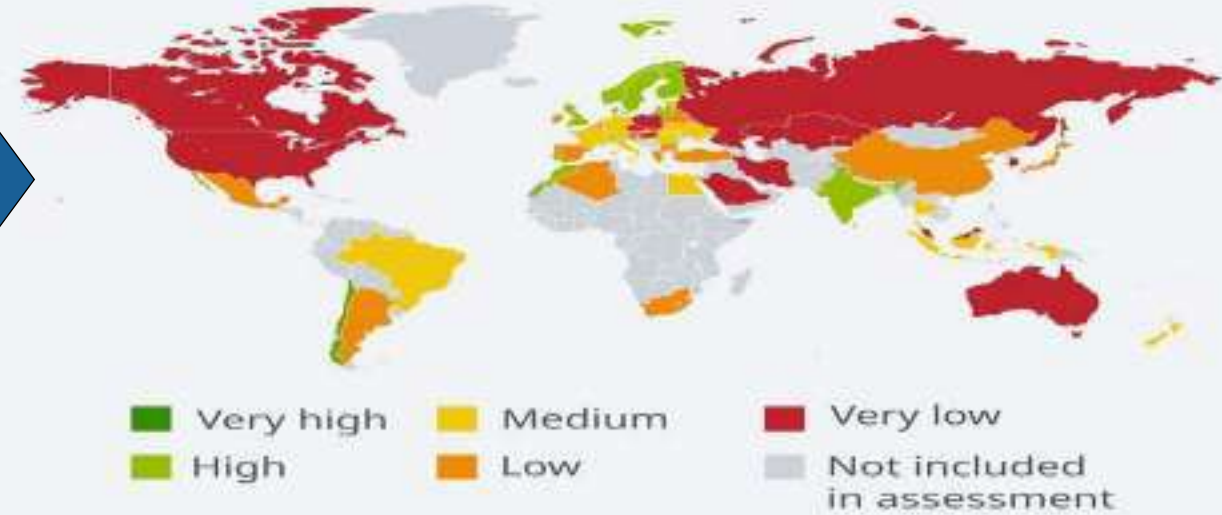 Very high
High
Medium
Low
Very low
Not included
in assessment